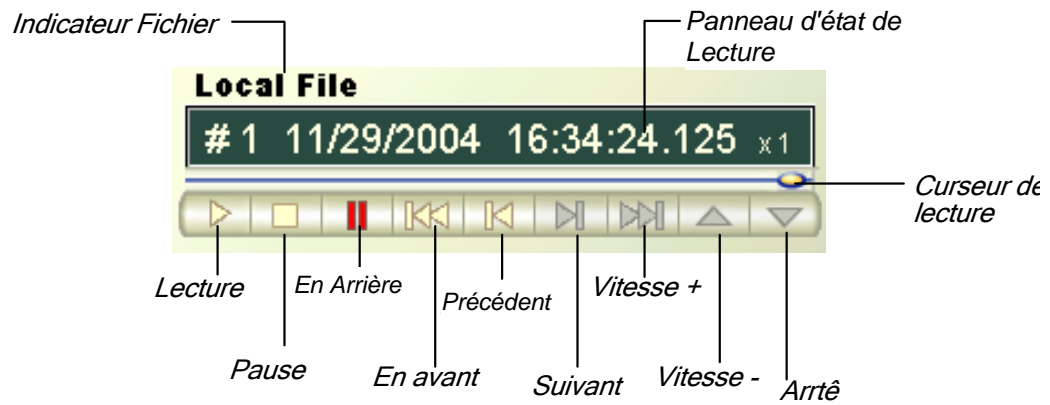 Indicateur Fichier
Panneau d'état de
Lecture
Local File
# 1 11/29/2004 16:34:24.125 x 1
Curseur de
lecture
Lecture
En Arrière
Précédent
Vitesse +
Pause
En avant
Suivant
Vitesse -
Arrtê